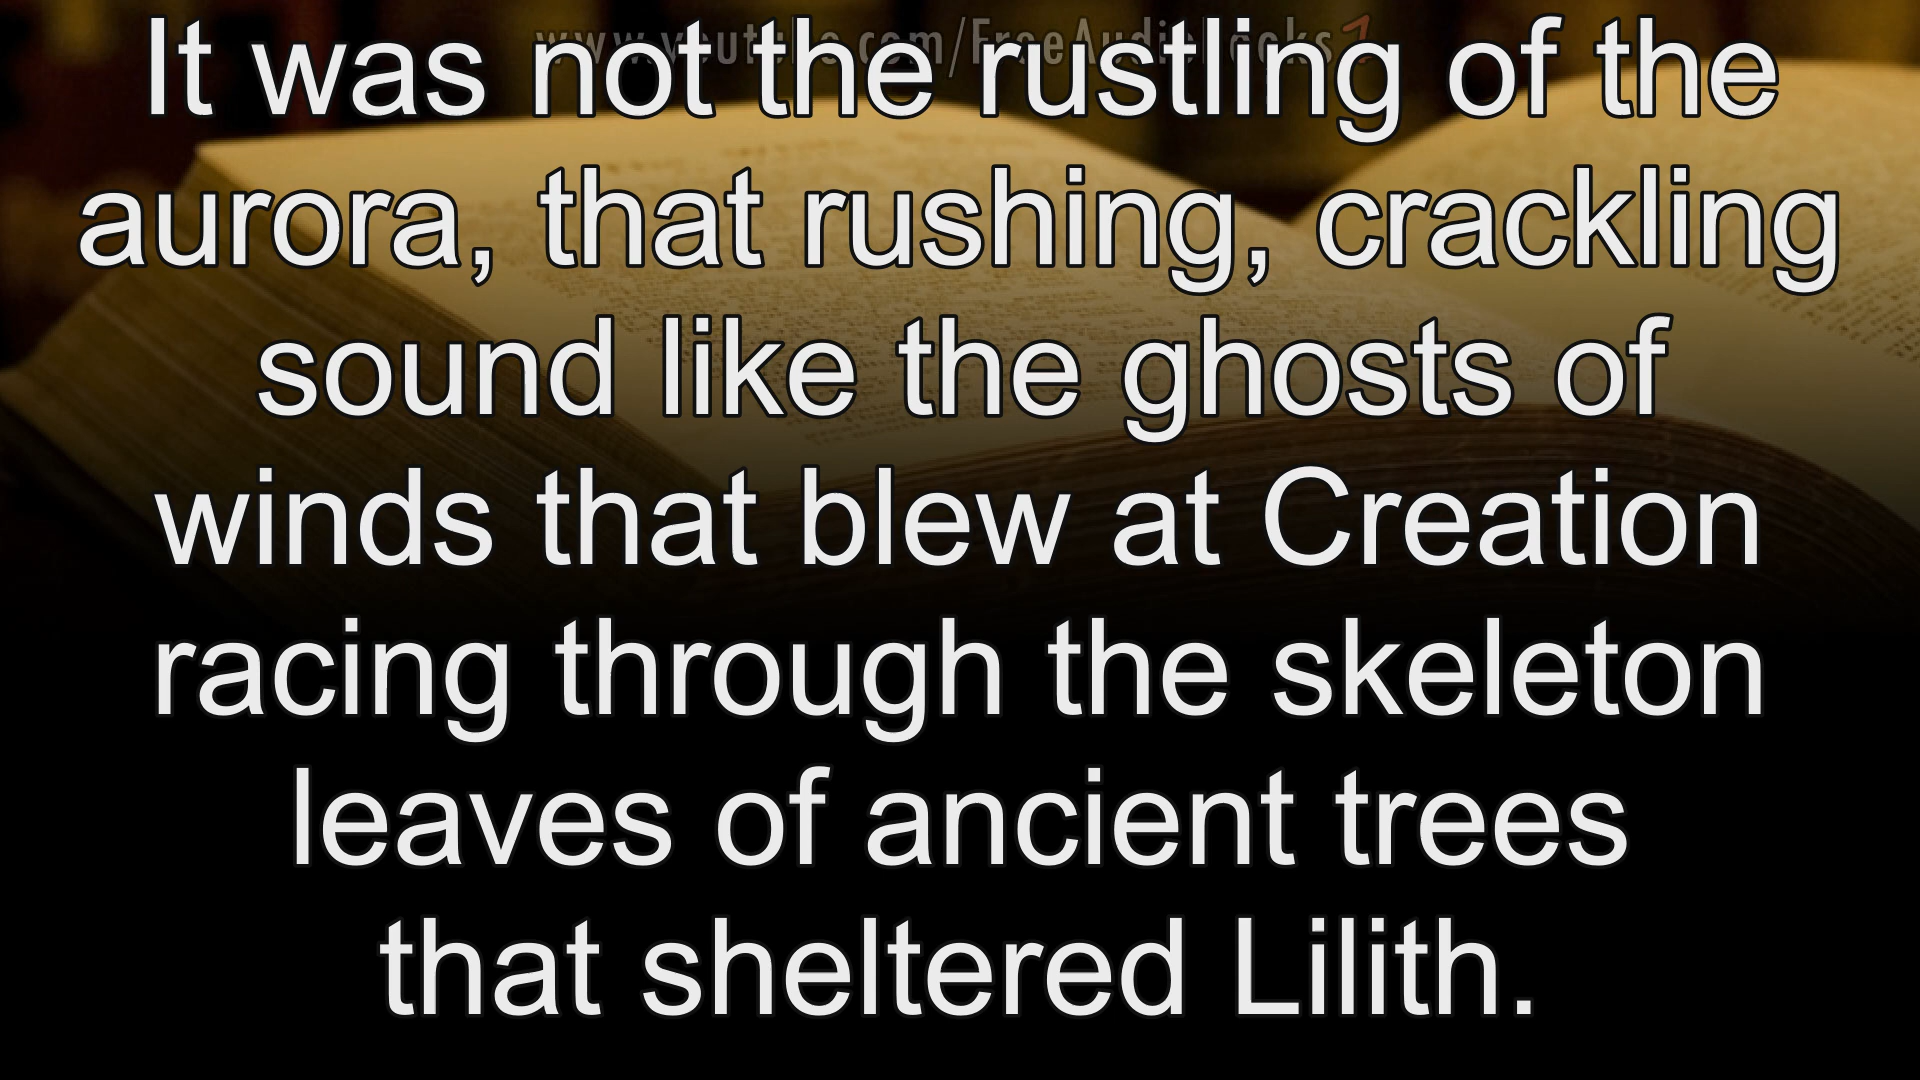 www.youtube.com/FreeAudioBooks1
It was not the rustling of the
aurora, that rushing, crackling
sound like the ghosts of
winds that blew at Creation
racing through the skeleton
leaves of ancient trees
that sheltered Lilith.